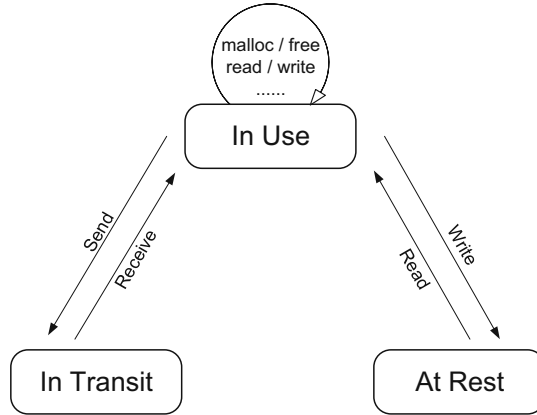 malloc / free
read / write
......
In Use
Send
Receive
Write
Read
In Transit
At Rest